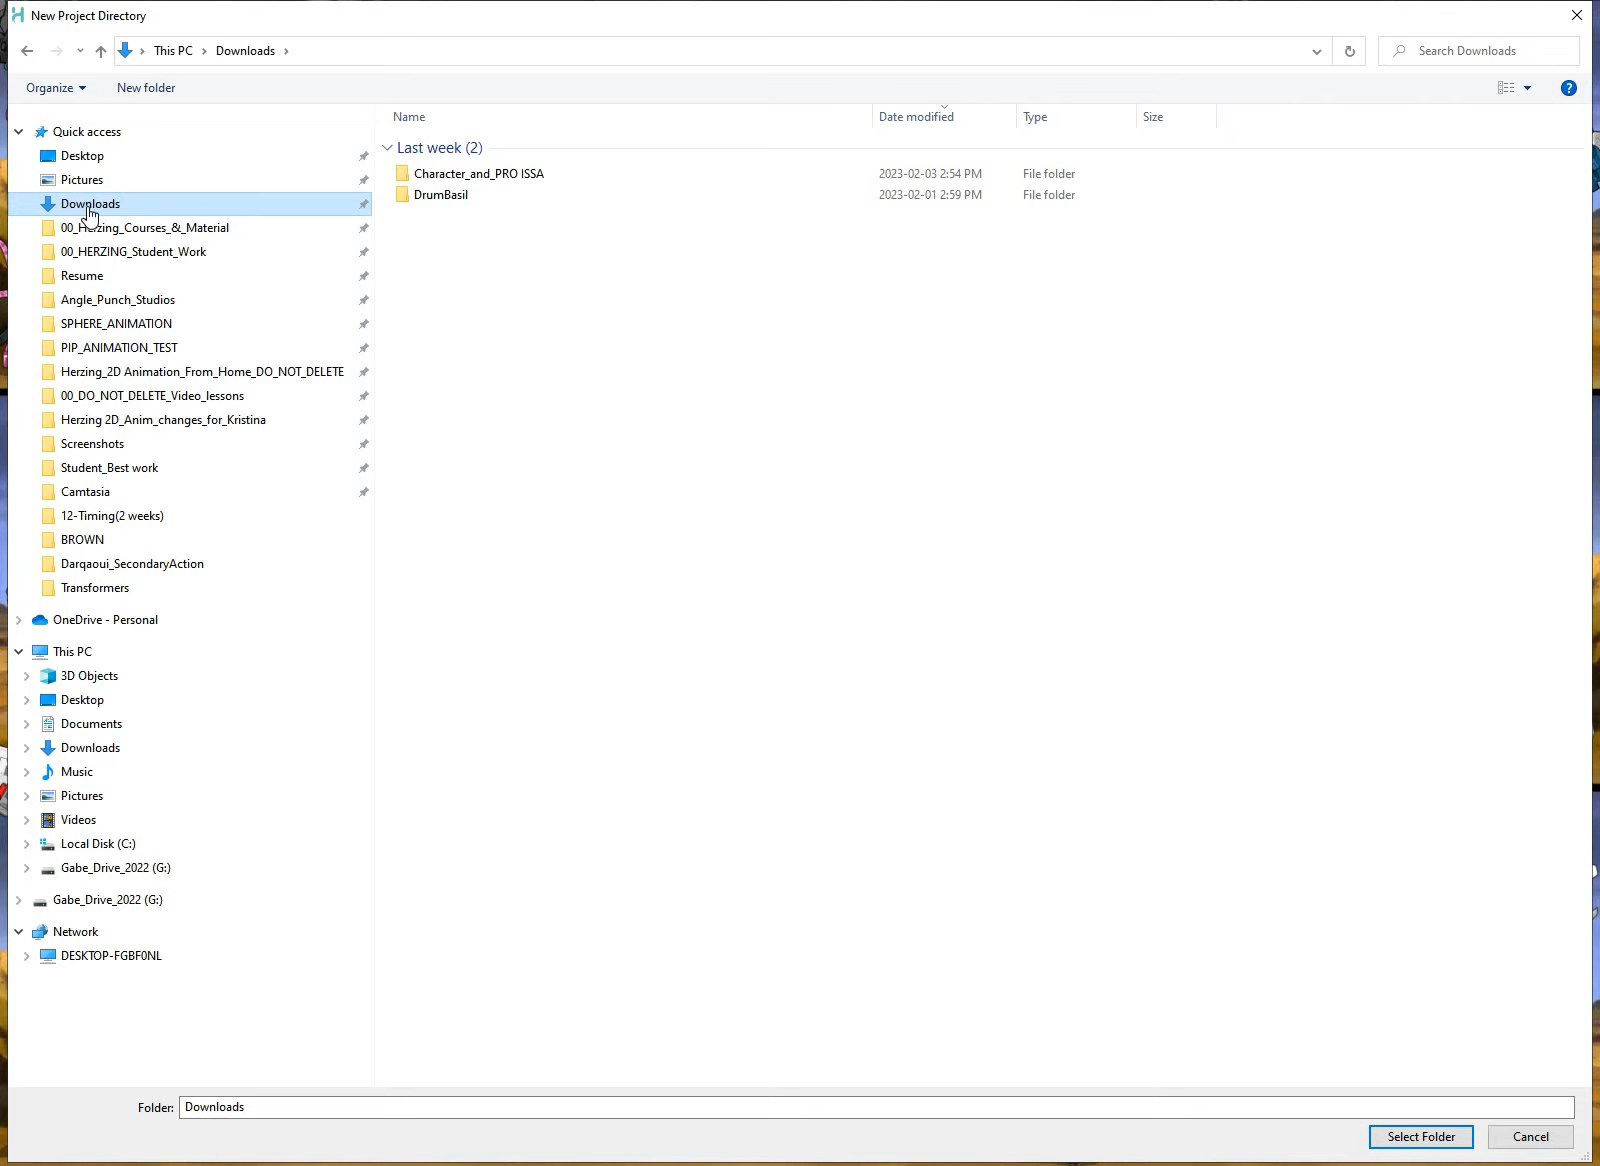 New Project Directory
This PC > Downloads >
Search Downloads
Organize
New folder
Name
Date modified
Type
Size
Quick access
Desktop
Pictures
Downloads
00_Herzing_Courses_&_Material
00_HERZING_Student_Work
Resume
Angle_Punch_Studios
SPHERE_ANIMATION
PIP_ANIMATION_TEST
Herzing_2D Animation_From_Home_DO_NOT_DELETE
00_DO_NOT_DELETE_Video_lessons
Herzing 2D_Anim_changes_for_Kristina
Screenshots
Student_Best work
Camtasia
12-Timing(2 weeks)
BROWN
Darqaoui_SecondaryAction
Transformers
OneDrive - Personal
This PC
3D Objects
Desktop
Documents
Downloads
Music
Pictures
Videos
Local Disk (C:)
Gabe_Drive_2022 (G:)
Gabe_Drive_2022 (G:)
Network
DESKTOP-FGBF0NL
Last week (2)
Character_and_PRO ISSA 2023-02-03 2:54 PM File folder
DrumBasil 2023-02-01 2:59 PM File folder
Folder: Downloads
Select Folder
Cancel